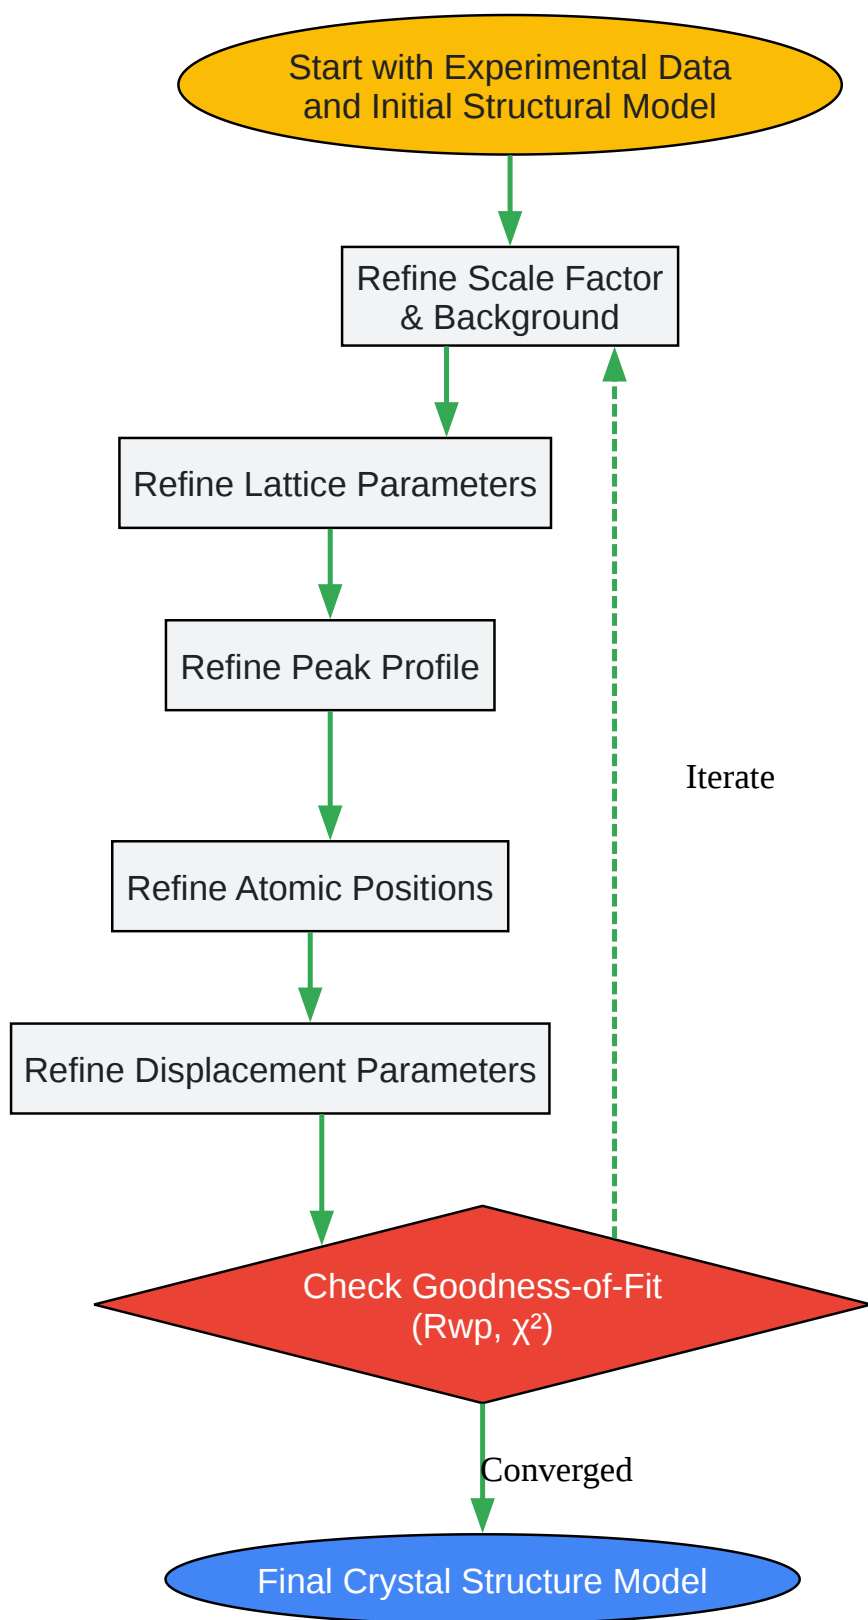 Start with Experimental Data
and Initial Structural Model
Refine Scale Factor
& Background
Refine Lattice Parameters
Refine Peak Profile
Iterate
Refine Atomic Positions
Refine Displacement Parameters
Check Goodness-of-Fit
(Rwp, χ²)
Converged
Final Crystal Structure Model